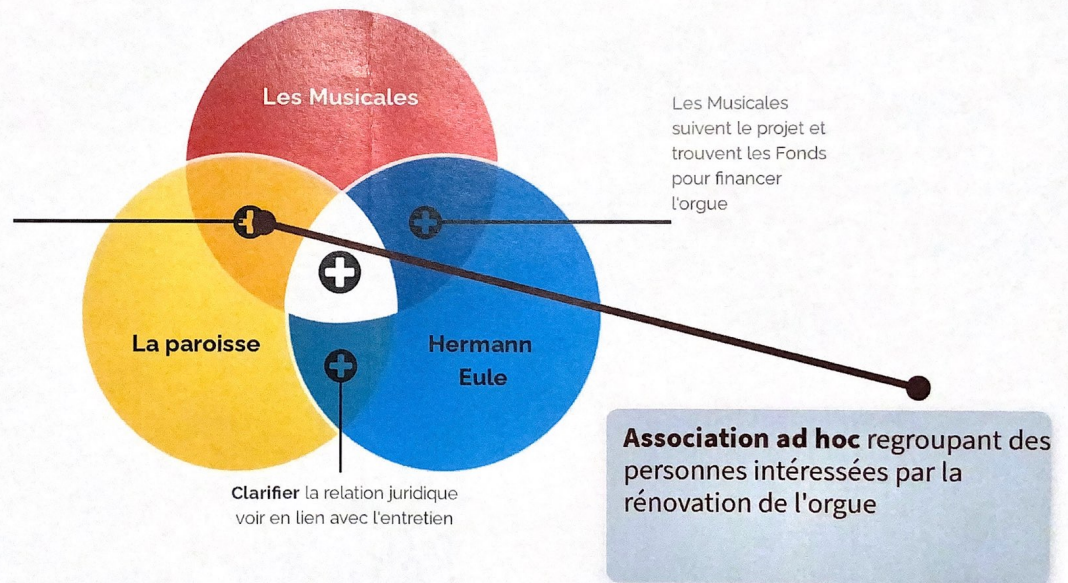 Les Musicales
Les Musicales
suivent le projet et
trouvent les Fonds
pour financer
l'orgue
La paroisse
Hermann
Eule
Clarifier la relation juridique
voir en lien avec l'entretien
Association ad hoc regroupant des
personnes intéressées par la
rénovation de l'orgue